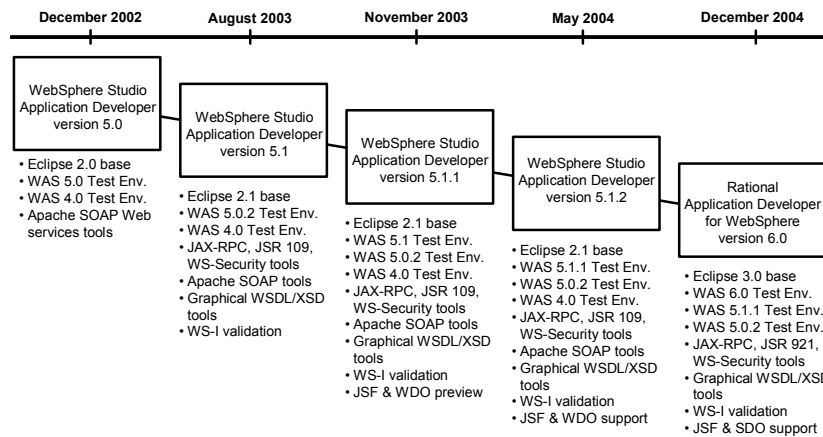 December 2002
August 2003
November 2003
May 2004
December 2004
WebSphere Studio
Application Developer
version 5.0
• Eclipse 2.0 base
• WAS 5.0 Test Env.
• WAS 4.0 Test Env.
• Apache SOAP Web
services tools
WebSphere Studio
Application Developer
version 5.1
• Eclipse 2.1 base
• WAS 5.0.2 Test Env.
• WAS 4.0 Test Env.
• JAX-RPC, JSR 109,
WS-Security tools
• Apache SOAP tools
• Graphical WSDL/XSD
tools
• WS-I validation
WebSphere Studio
Application Developer
version 5.1.1
• Eclipse 2.1 base
• WAS 5.1 Test Env.
• WAS 5.0.2 Test Env.
• WAS 4.0 Test Env.
• JAX-RPC, JSR 109,
WS-Security tools
• Apache SOAP tools
• Graphical WSDL/XSD
tools
• WS-I validation
• JSF & WDO preview
WebSphere Studio
Application Developer
version 5.1.2
• Eclipse 2.1 base
• WAS 5.1.1 Test Env.
• WAS 5.0.2 Test Env.
• WAS 4.0 Test Env.
• JAX-RPC, JSR 109,
WS-Security tools
• Apache SOAP tools
• Graphical WSDL/XSD
tools
• WS-I validation
• JSF & WDO support
Rational
Application Developer
for WebSphere
version 6.0
• Eclipse 3.0 base
• WAS 6.0 Test Env.
• WAS 5.1.1 Test Env.
• WAS 5.0.2 Test Env.
• JAX-RPC, JSR 921,
WS-Security tools
• Graphical WSDL/XSD
tools
• WS-I validation
• JSF & SDO support